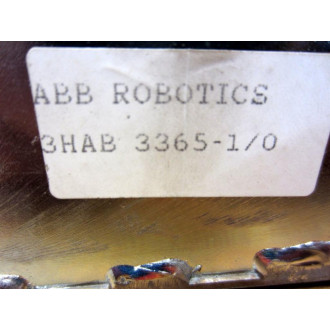 ABB ROBOTICS
3HAB 3365-1/0